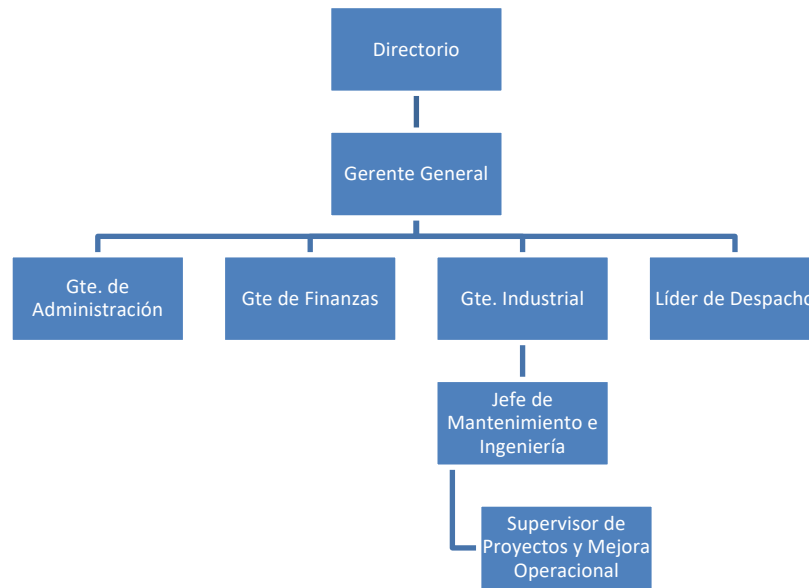 Directorio
Gerente General
Gte. de
Administración
Gte de Finanzas
Gte. Industrial
Líder de Despacho
Jefe de
Mantenimiento e
Ingeniería
Supervisor de
Proyectos y Mejora
Operacional